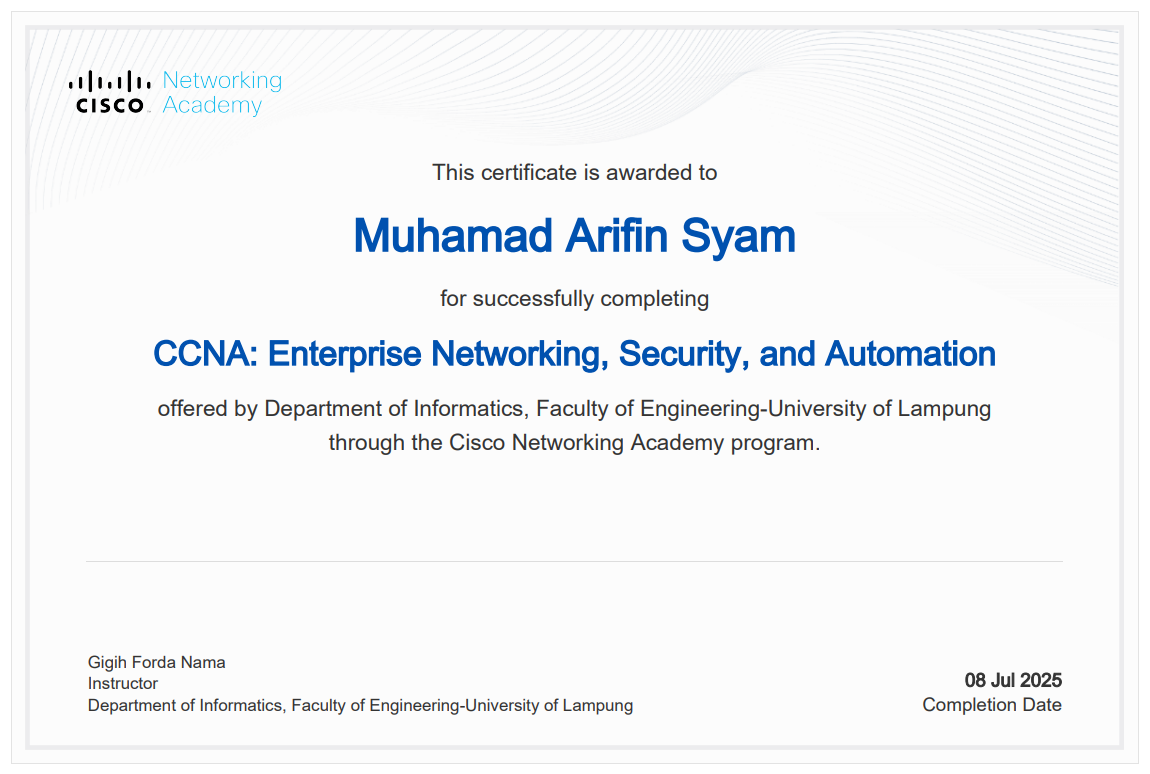 Networking
CISCO Academy
This certificate is awarded to
Muhamad Arifin Syam
for successfully completing
CCNA: Enterprise Networking, Security, and Automation
offered by Department of Informatics, Faculty of Engineering-University of Lampung
through the Cisco Networking Academy program.
Gigih Forda Nama
Instructor
Department of Informatics, Faculty of Engineering-University of Lampung
08 Jul 2025
Completion Date